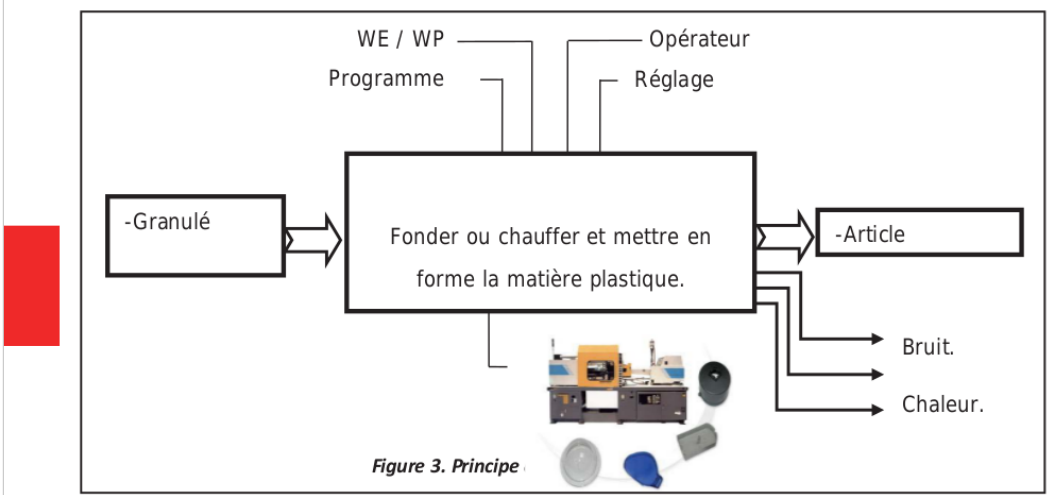 WE / WP
Opérateur
Programme
Réglage
-Granulé
Fonder ou chauffer et mettre en
forme la matière plastique.
-Article
Bruit.
Chaleur.
Figure 3. Principe